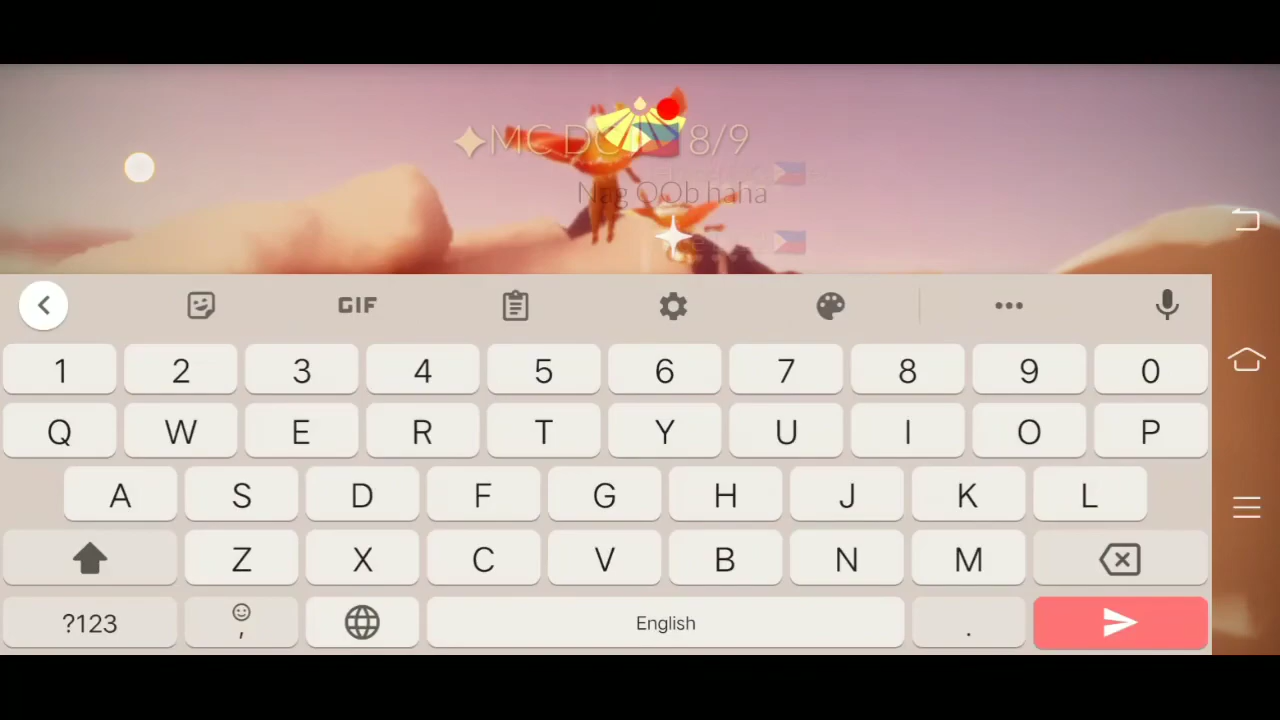 ✦MC DC 8/9
Nag OOb haha
GIF
1 2 3 4 5 6 7 8 9 0
Q W E R T Y U I O P
A S D F G H J K L
Z X C V B N M
?123 , English .